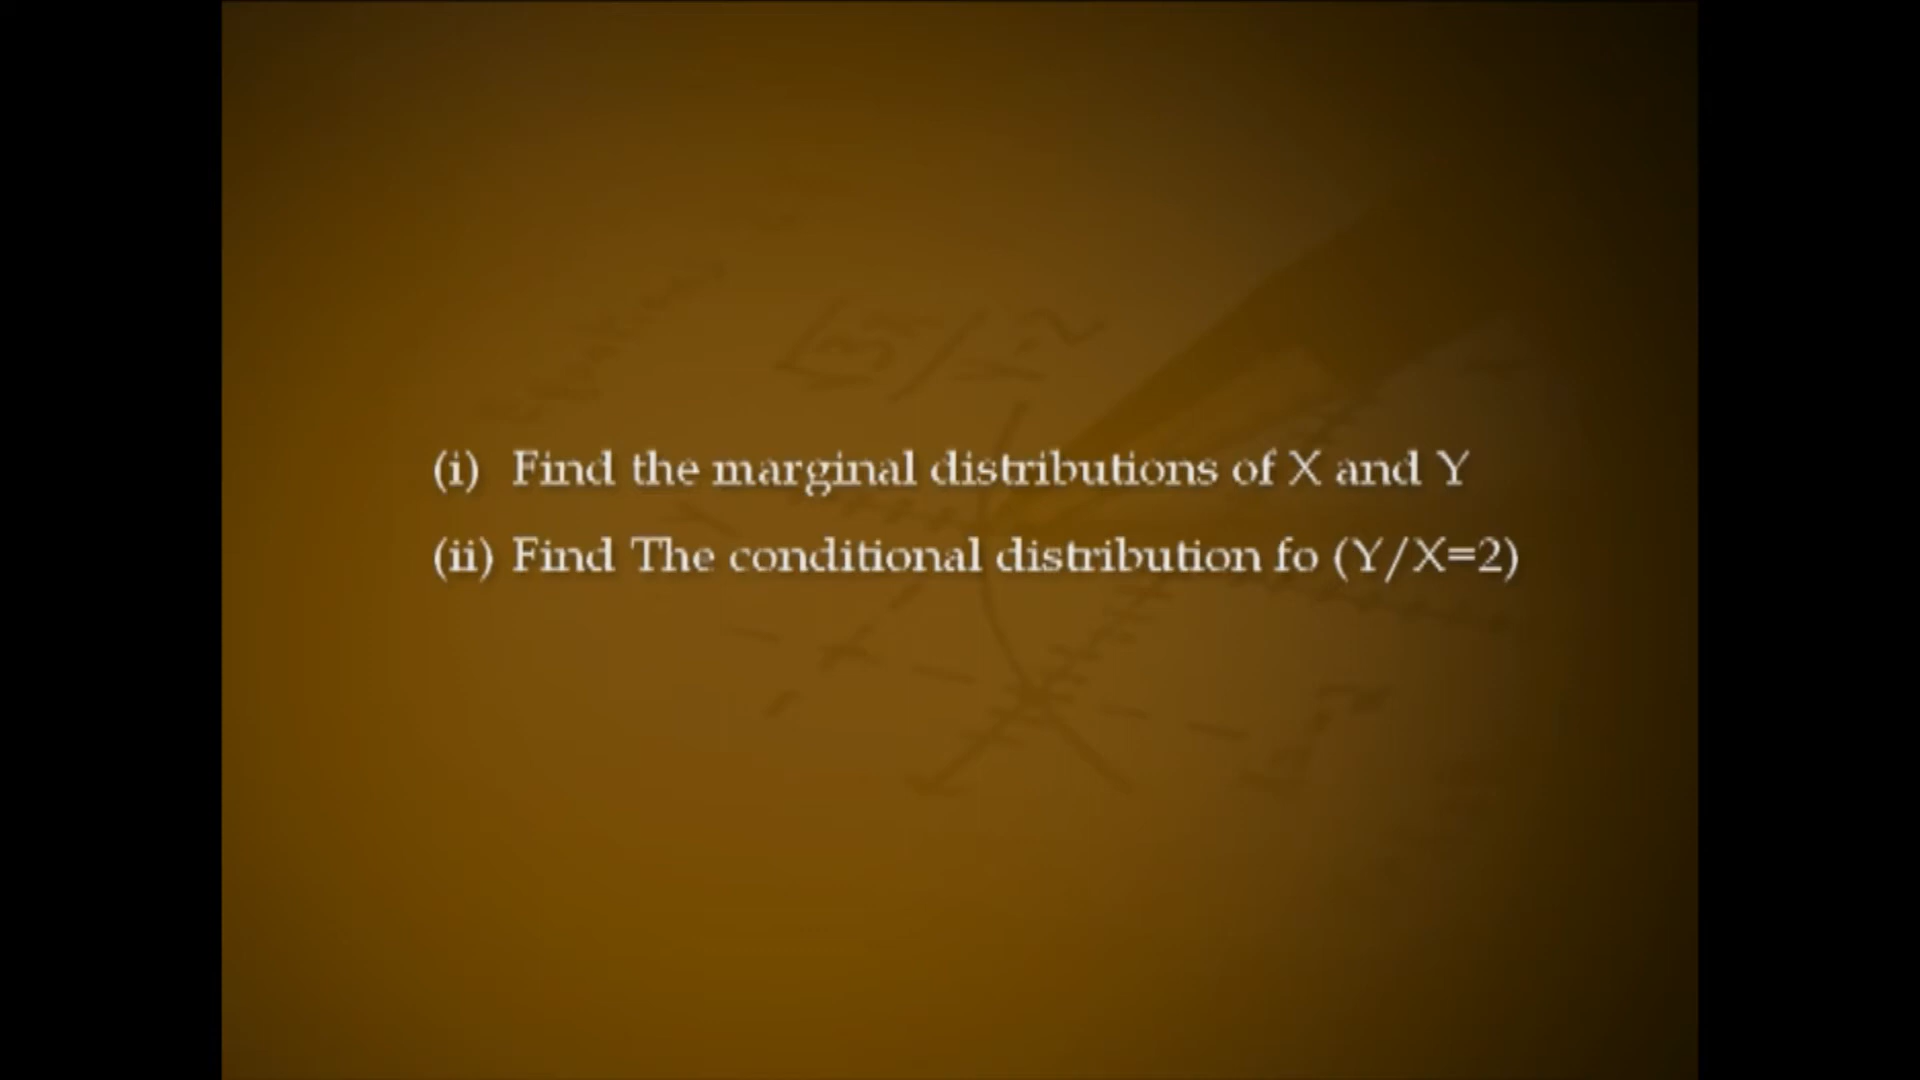 (i) Find the marginal distributions of X and Y
(ii) Find The conditional distribution fo (Y/X=2)